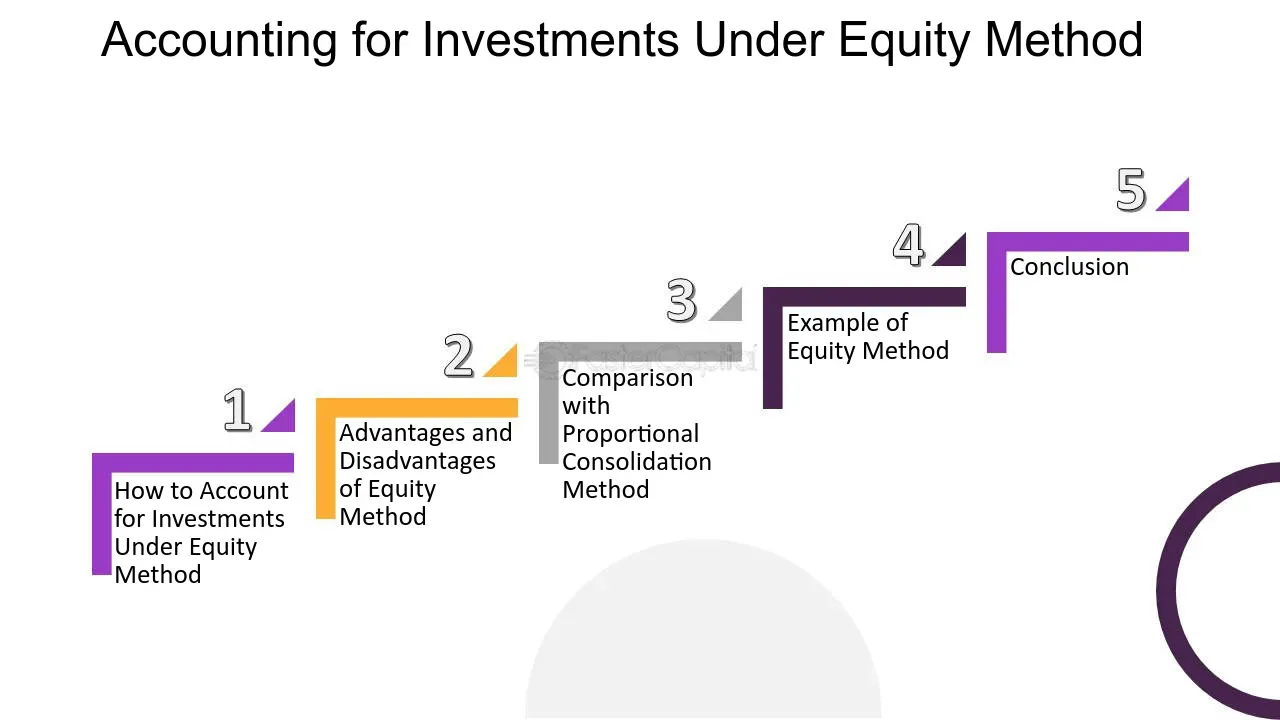 Accounting for Investments Under Equity Method
1
How to Account
for Investments
Under Equity
Method
2
Advantages and
Disadvantages
of Equity
Method
3
FasterCapital
Comparison
with
Proportional
Consolidation
Method
4
Example of
Equity Method
5
Conclusion